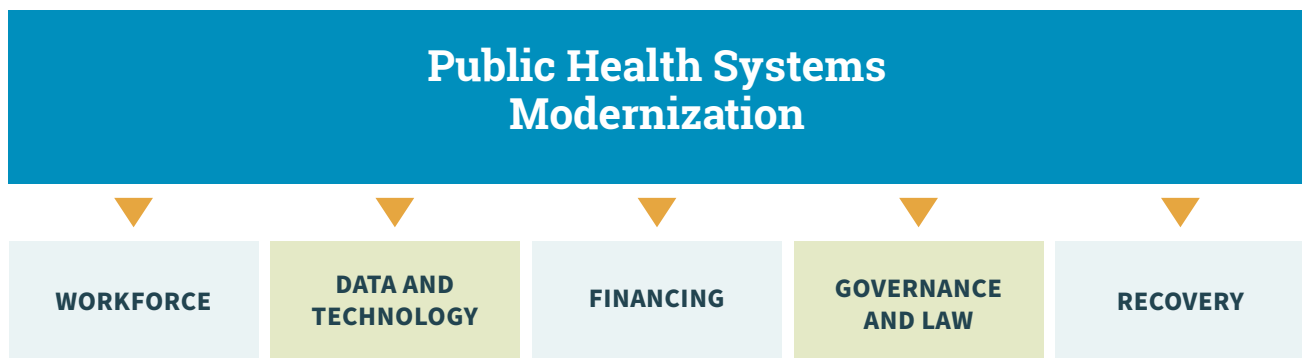 Public Health Systems
Modernization
WORKFORCE
DATA AND
TECHNOLOGY
FINANCING
GOVERNANCE
AND LAW
RECOVERY